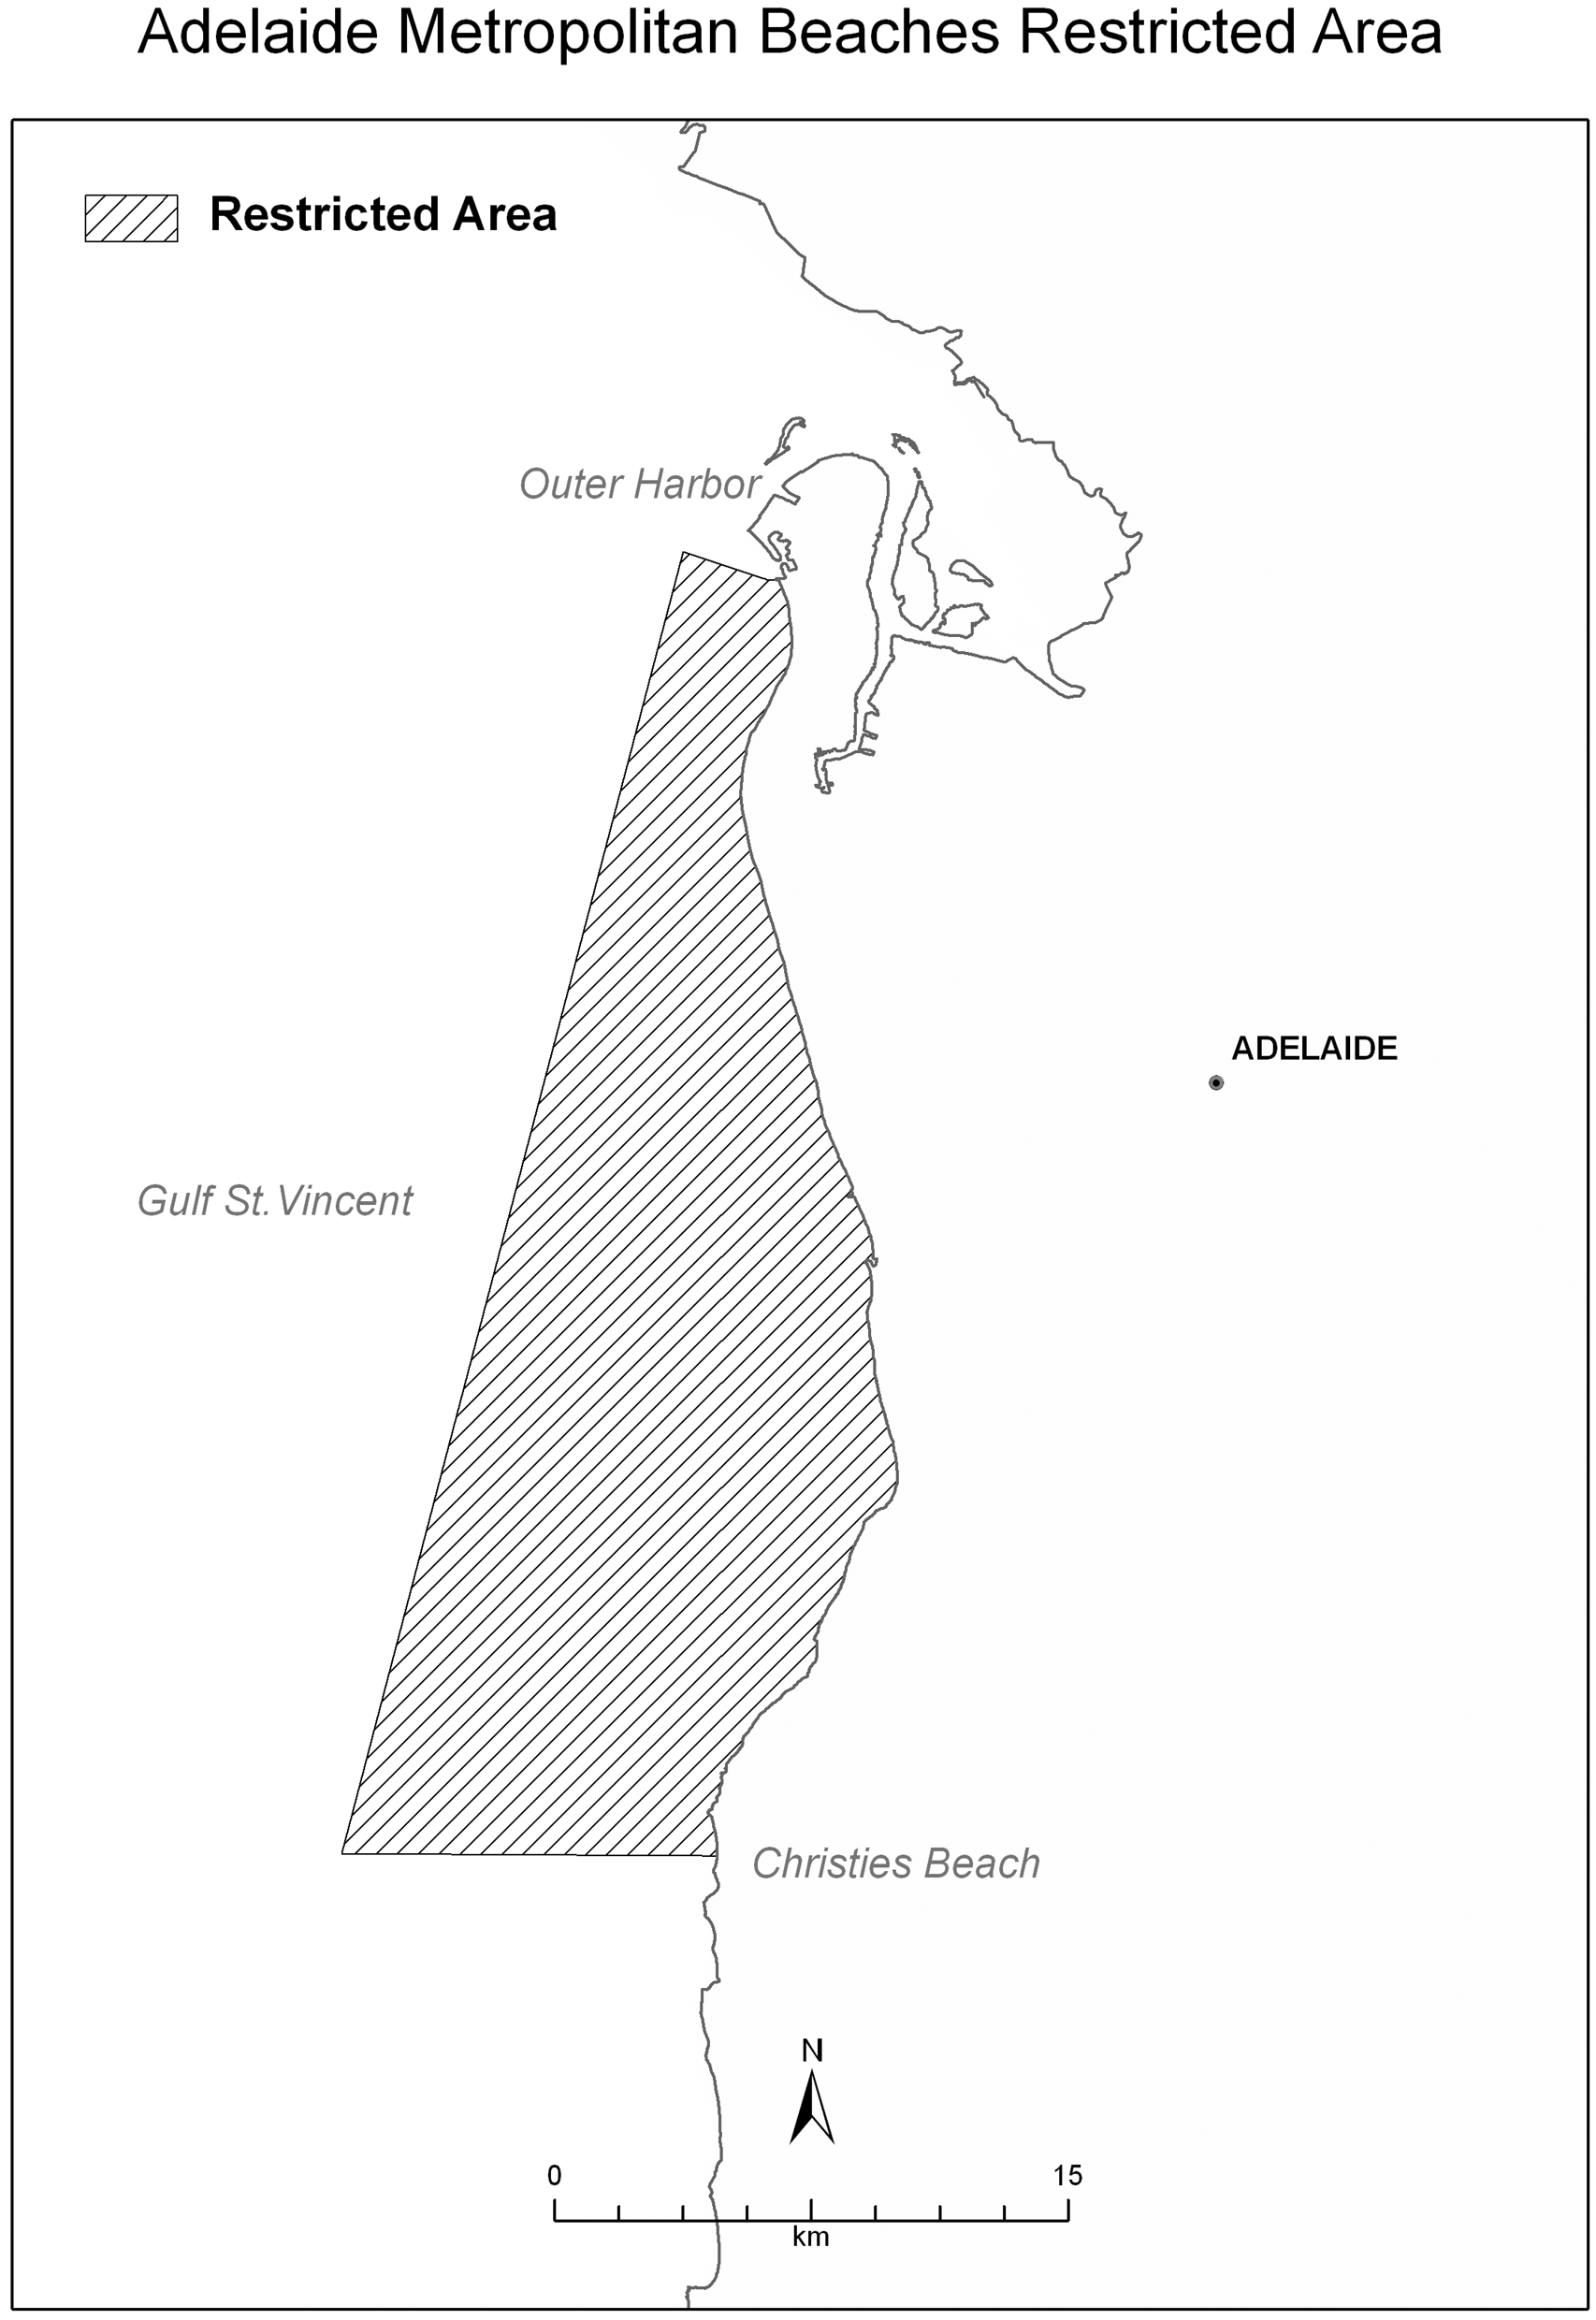 Adelaide Metropolitan Beaches Restricted Area
Restricted Area
Outer Harbor
ADELAIDE
Gulf St. Vincent
Christies Beach
N
0 15
km